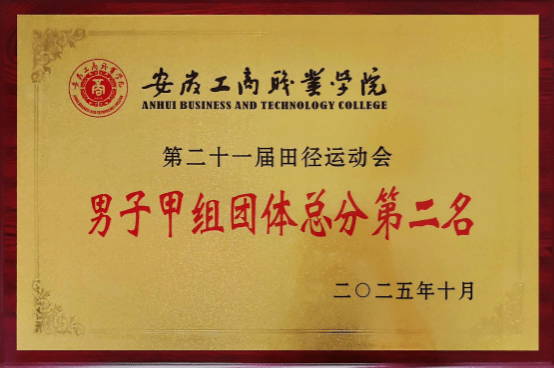 安徽工商职业学院
ANHUI BUSINESS AND TECHNOLOGY COLLEGE
第二十一届田径运动会
男子甲组团体总分第二名
二〇二五年十月